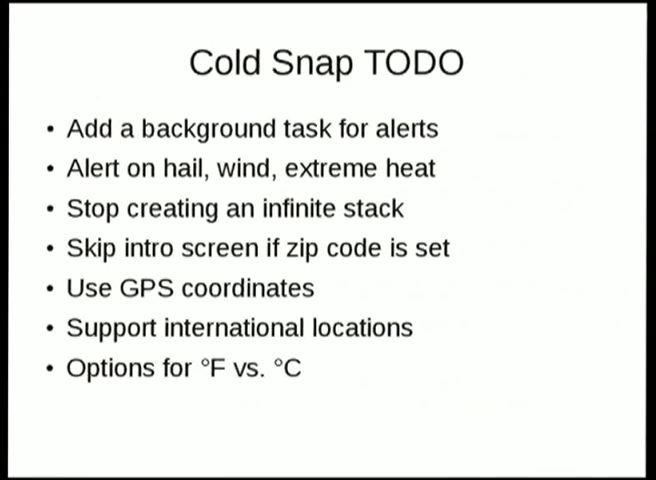 Cold Snap TODO
• Add a background task for alerts
• Alert on hail, wind, extreme heat
• Stop creating an infinite stack
• Skip intro screen if zip code is set
• Use GPS coordinates
• Support international locations
• Options for °F vs. °C